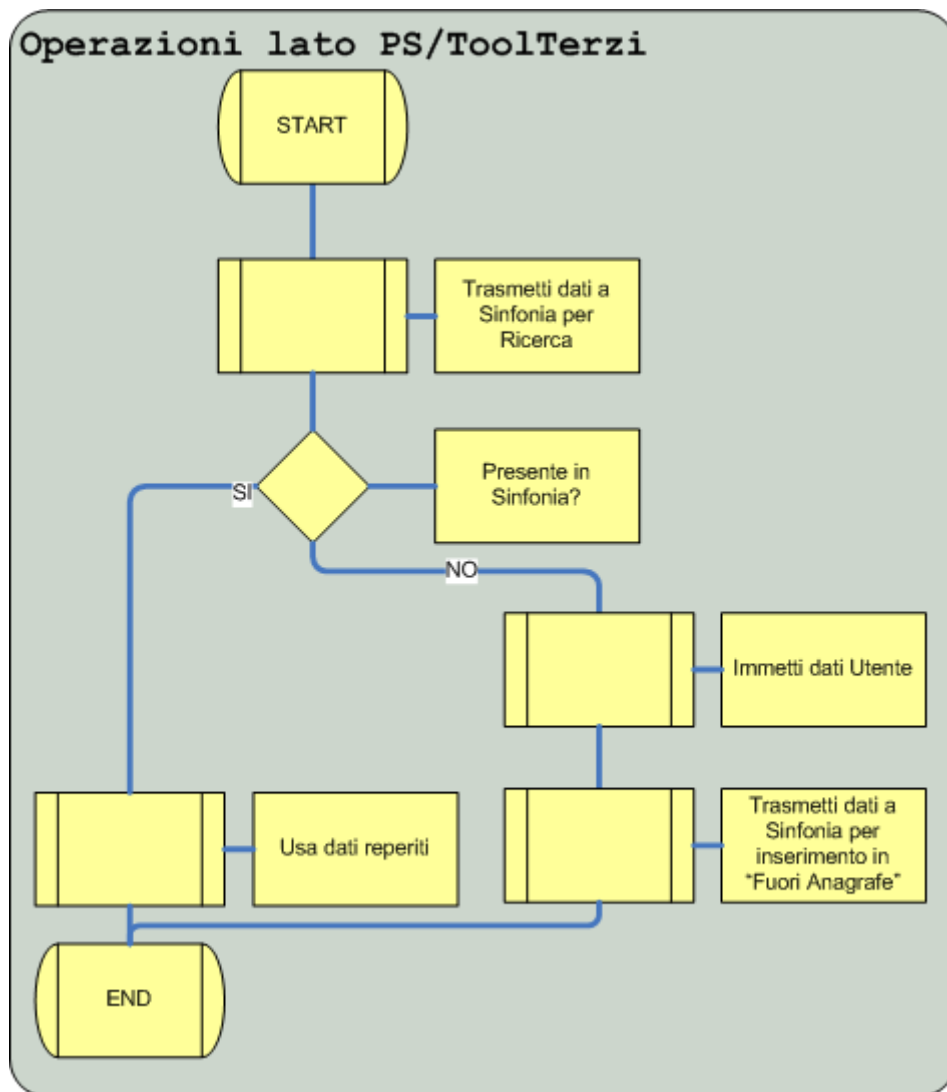 Operazioni lato PS/ToolTerzi
START
Trasmetti dati a
Sinfonia per
Ricerca
Presente in
Sinfonia?
SI
NO
Immetti dati Utente
Usa dati reperiti
Trasmetti dati a
Sinfonia per
inserimento in
“Fuori Anagrafe”
END